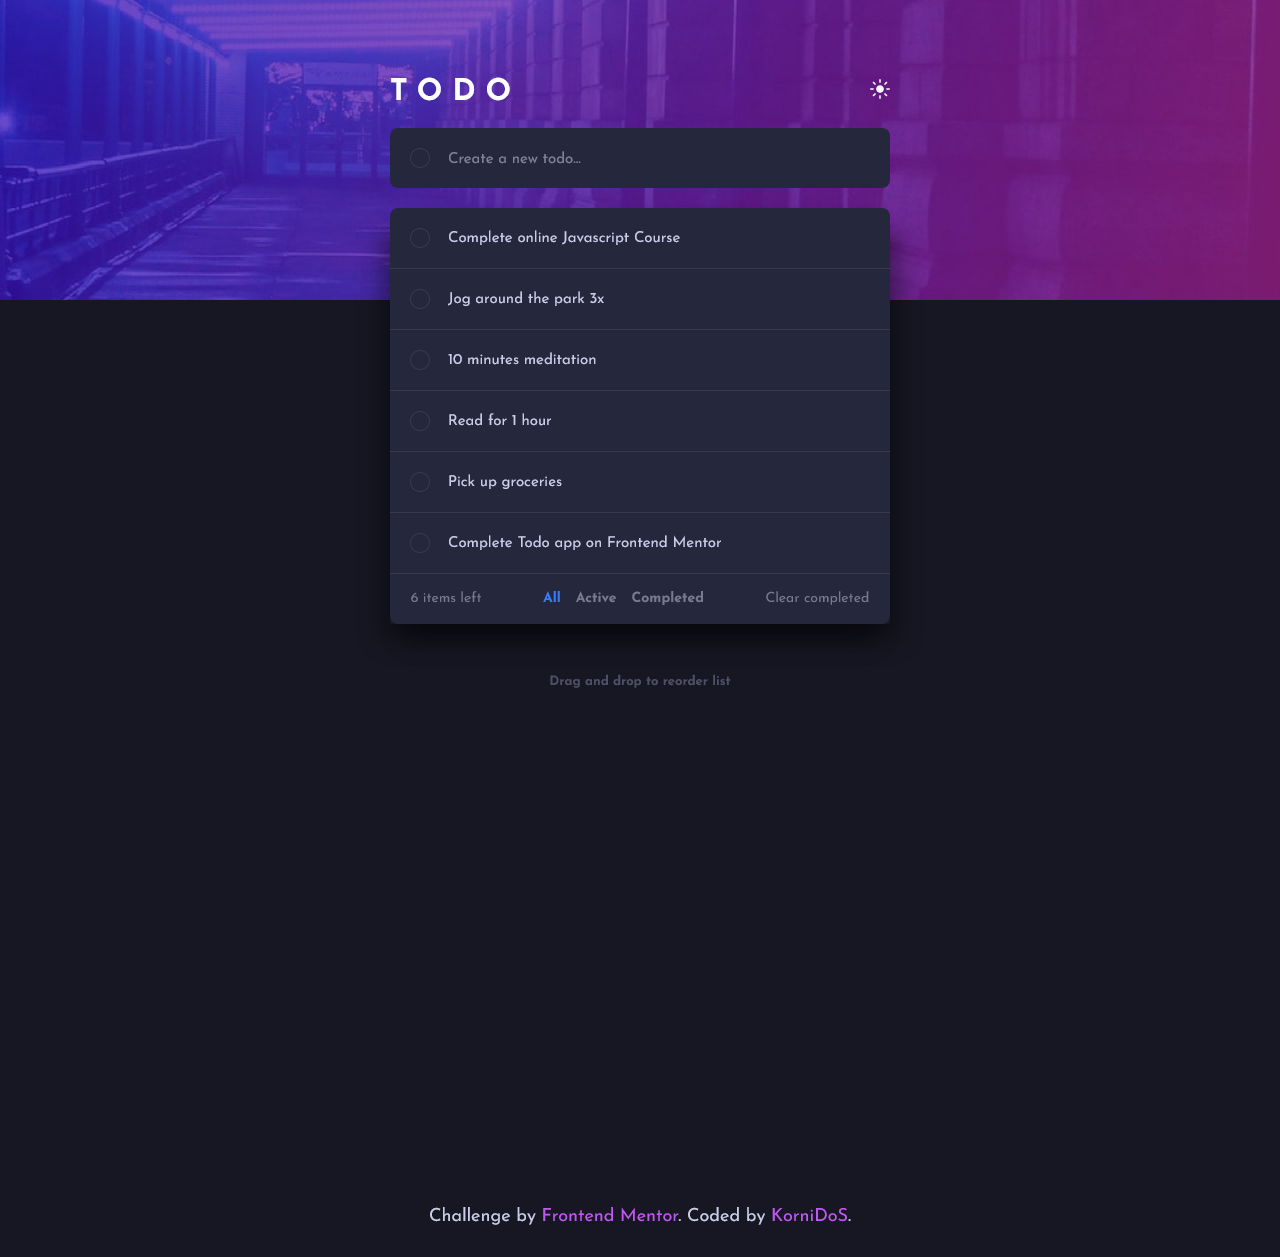 TODO
Create a new todo...
Complete online Javascript Course
Jog around the park 3x
10 minutes meditation
Read for 1 hour
Pick up groceries
Complete Todo app on Frontend Mentor
6 items left All Active Completed Clear completed
Drag and drop to reorder list
Challenge by Frontend Mentor. Coded by KorniDoS.